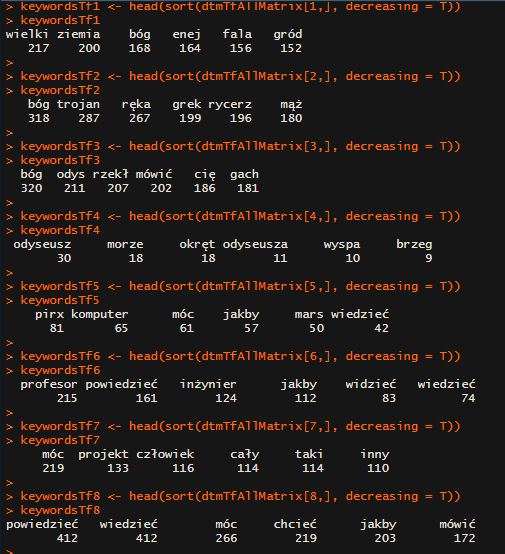 > keywordsTf1 <- head(sort(dtmTfAllMatrix[1,], decreasing = T))
> keywordsTf1
wielki ziemia bóg enej fala gród
217 200 168 164 156 152
>
> keywordsTf2 <- head(sort(dtmTfAllMatrix[2,], decreasing = T))
> keywordsTf2
bóg trojan ręka grek rycerz mąż
318 287 267 199 196 180
>
> keywordsTf3 <- head(sort(dtmTfAllMatrix[3,], decreasing = T))
> keywordsTf3
bóg odys rzekł mówić cię gach
320 211 207 202 186 181
>
> keywordsTf4 <- head(sort(dtmTfAllMatrix[4,], decreasing = T))
> keywordsTf4
odyseusz morze okręt odyseusza wyspa brzeg
30 18 18 11 10 9
>
> keywordsTf5 <- head(sort(dtmTfAllMatrix[5,], decreasing = T))
> keywordsTf5
pirx komputer móc jakby mars wiedzieć
81 65 61 57 50 42
>
> keywordsTf6 <- head(sort(dtmTfAllMatrix[6,], decreasing = T))
> keywordsTf6
profesor powiedzieć inżynier jakby widzieć wiedzieć
215 161 124 112 83 74
>
> keywordsTf7 <- head(sort(dtmTfAllMatrix[7,], decreasing = T))
> keywordsTf7
móc projekt człowiek cały taki inny
219 133 116 114 114 110
>
> keywordsTf8 <- head(sort(dtmTfAllMatrix[8,], decreasing = T))
> keywordsTf8
powiedzieć wiedzieć móc chcieć jakby mówić
412 412 266 219 203 172
>